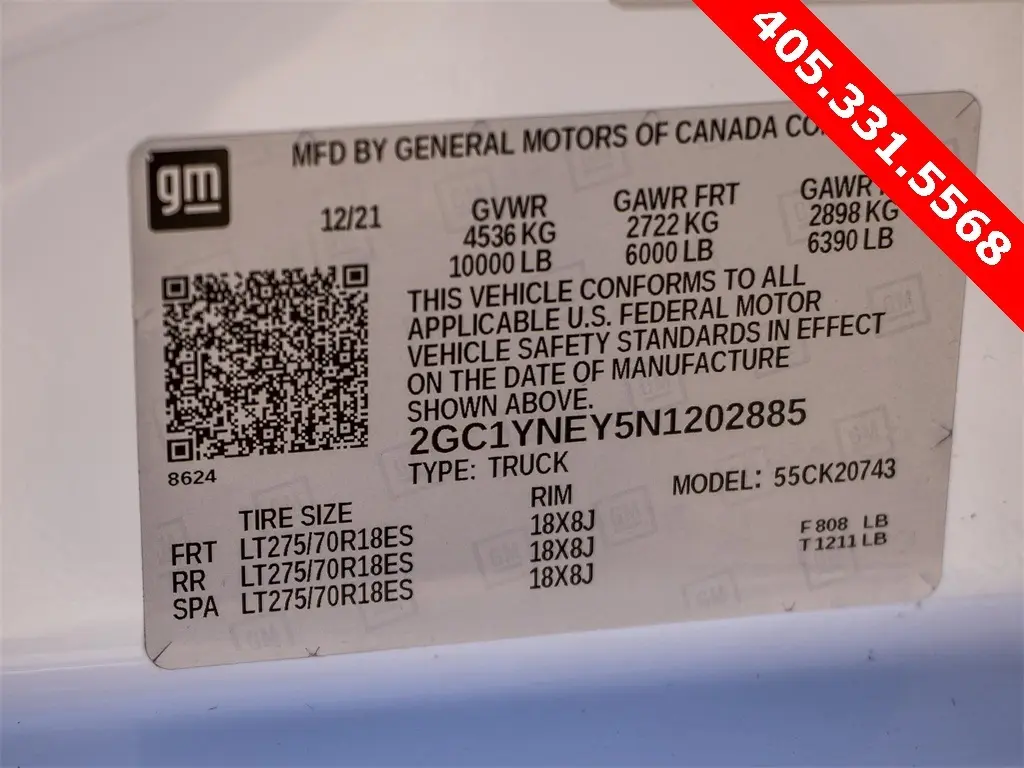 405.331.5568
MFD BY GENERAL MOTORS OF CANADA CO
gm
12/21
GVWR GAWR FRT GAWR
4536 KG 2722 KG 2898 KG
10000 LB 6000 LB 6390 LB
THIS VEHICLE CONFORMS TO ALL
APPLICABLE U.S. FEDERAL MOTOR
VEHICLE SAFETY STANDARDS IN EFFECT
ON THE DATE OF MANUFACTURE
SHOWN ABOVE.
2GC1YNEY5N1202885
8624
TYPE: TRUCK MODEL: 55CK20743
TIRE SIZE RIM
FRT LT275/70R18ES 18X8J
RR LT275/70R18ES 18X8J
SPA LT275/70R18ES 18X8J
F 808 LB
T 1211 LB